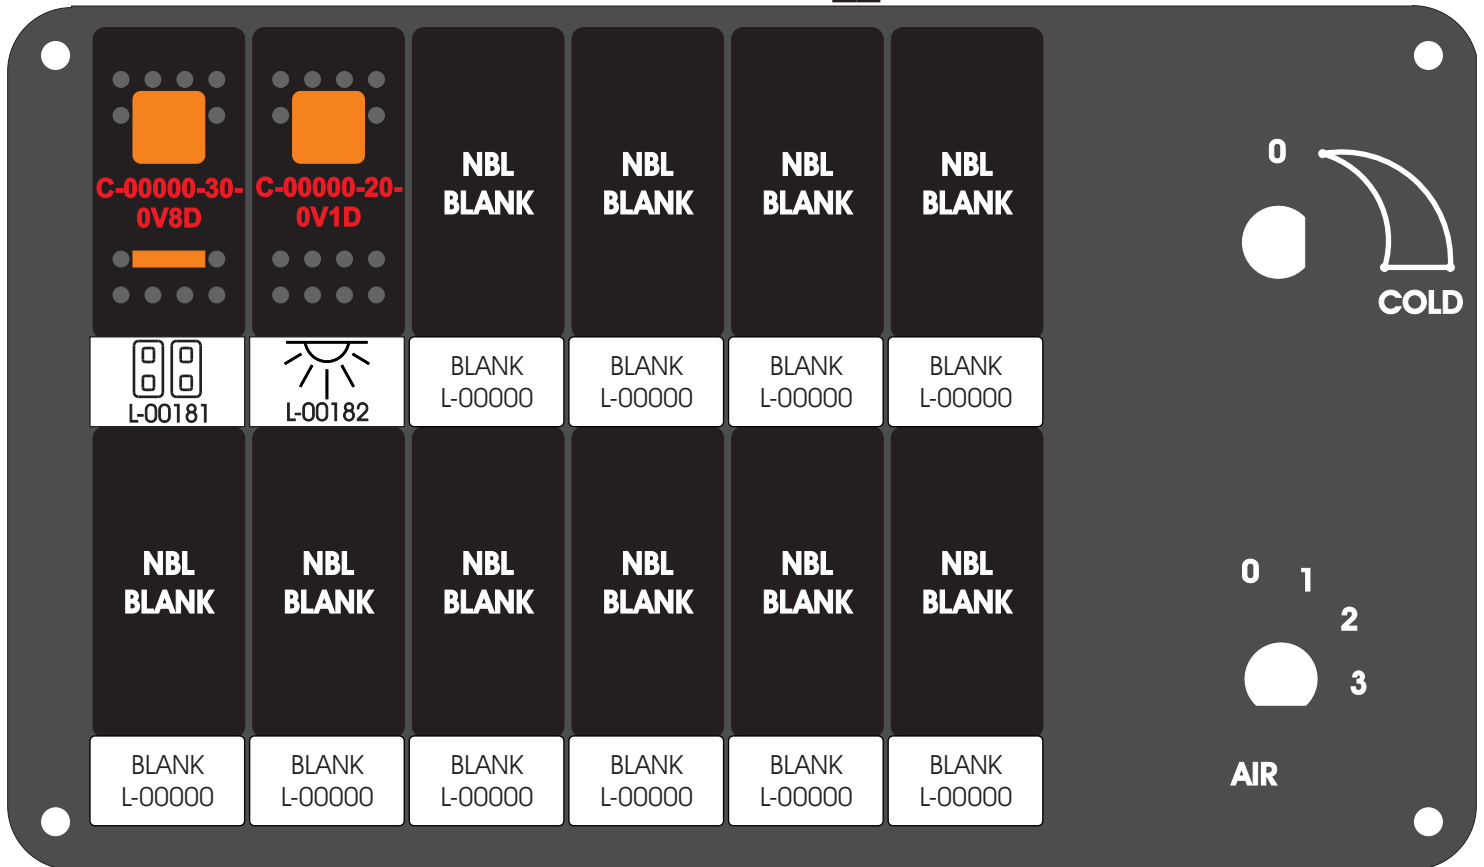 C-00000-30-
0V8D
C-00000-20-
0V1D
NBL
BLANK
NBL
BLANK
NBL
BLANK
NBL
BLANK
0
COLD
L-00181
L-00182
BLANK
L-00000
BLANK
L-00000
BLANK
L-00000
BLANK
L-00000
NBL
BLANK
NBL
BLANK
NBL
BLANK
NBL
BLANK
NBL
BLANK
NBL
BLANK
0
1
2
3
BLANK
L-00000
BLANK
L-00000
BLANK
L-00000
BLANK
L-00000
BLANK
L-00000
BLANK
L-00000
AIR